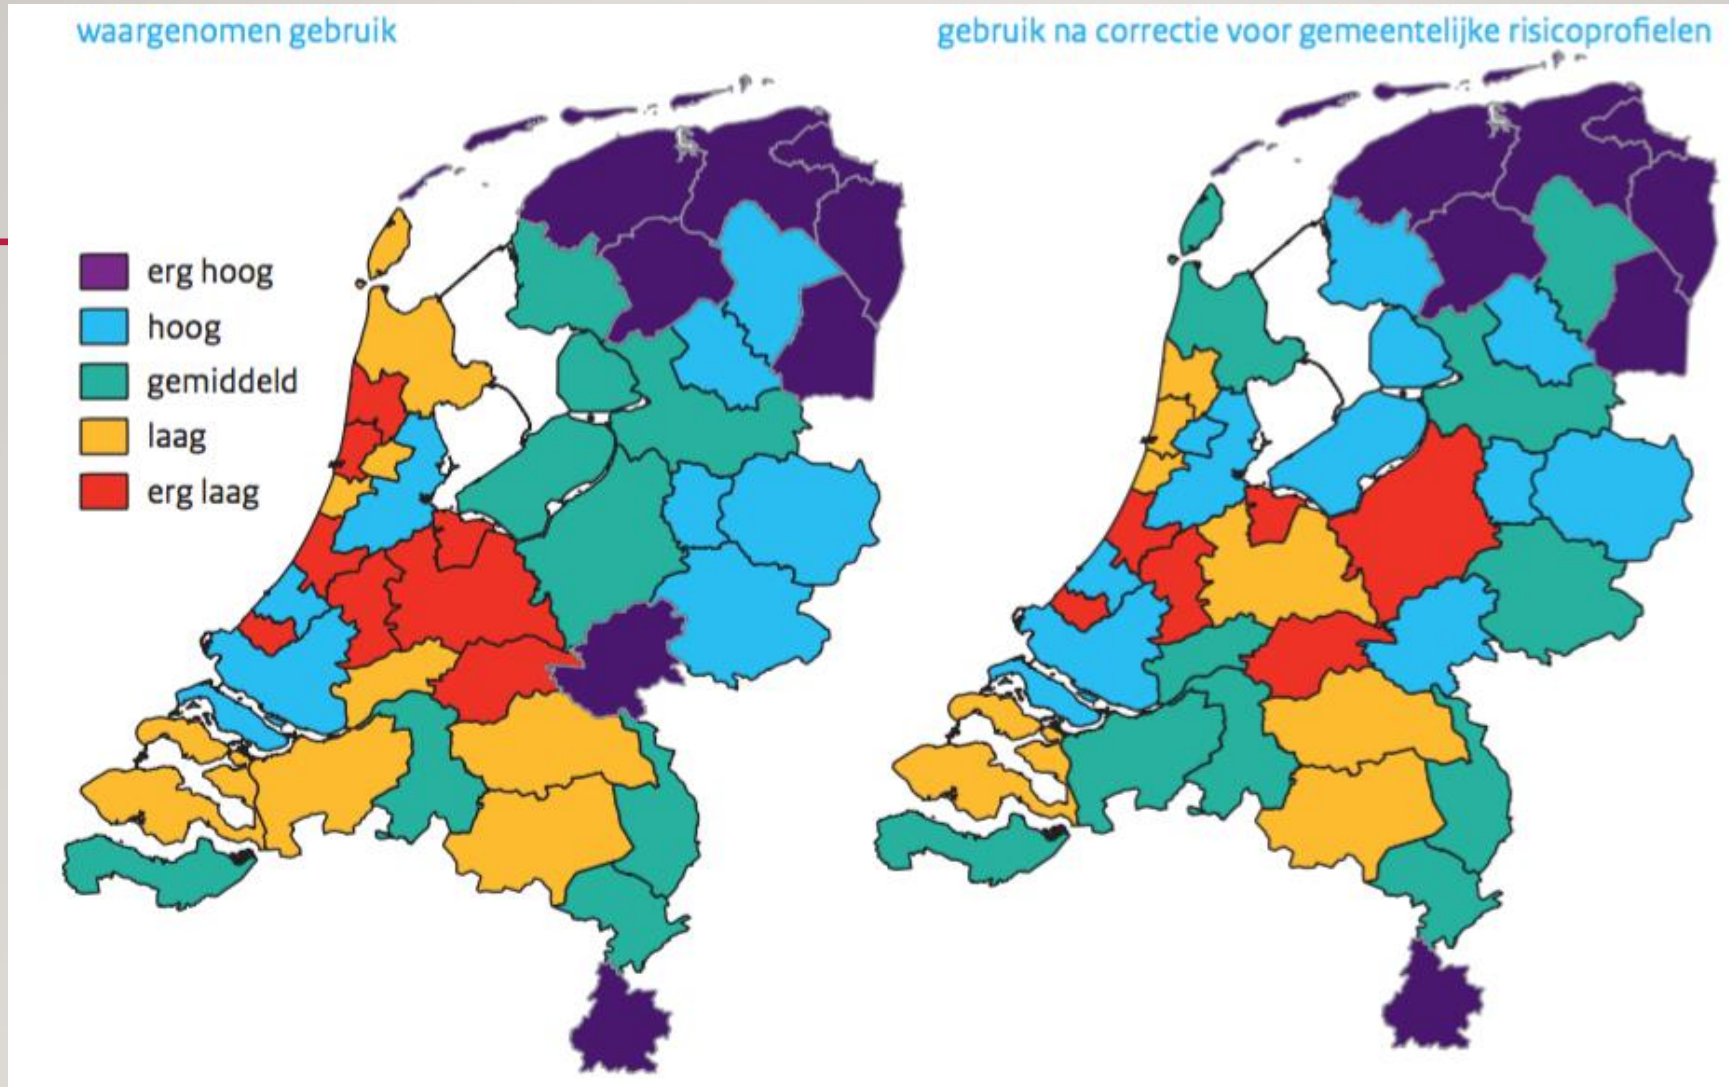 waargenomen gebruik
gebruik na correctie voor gemeentelijke risicoprofielen
erg hoog
hoog
gemiddeld
laag
erg laag